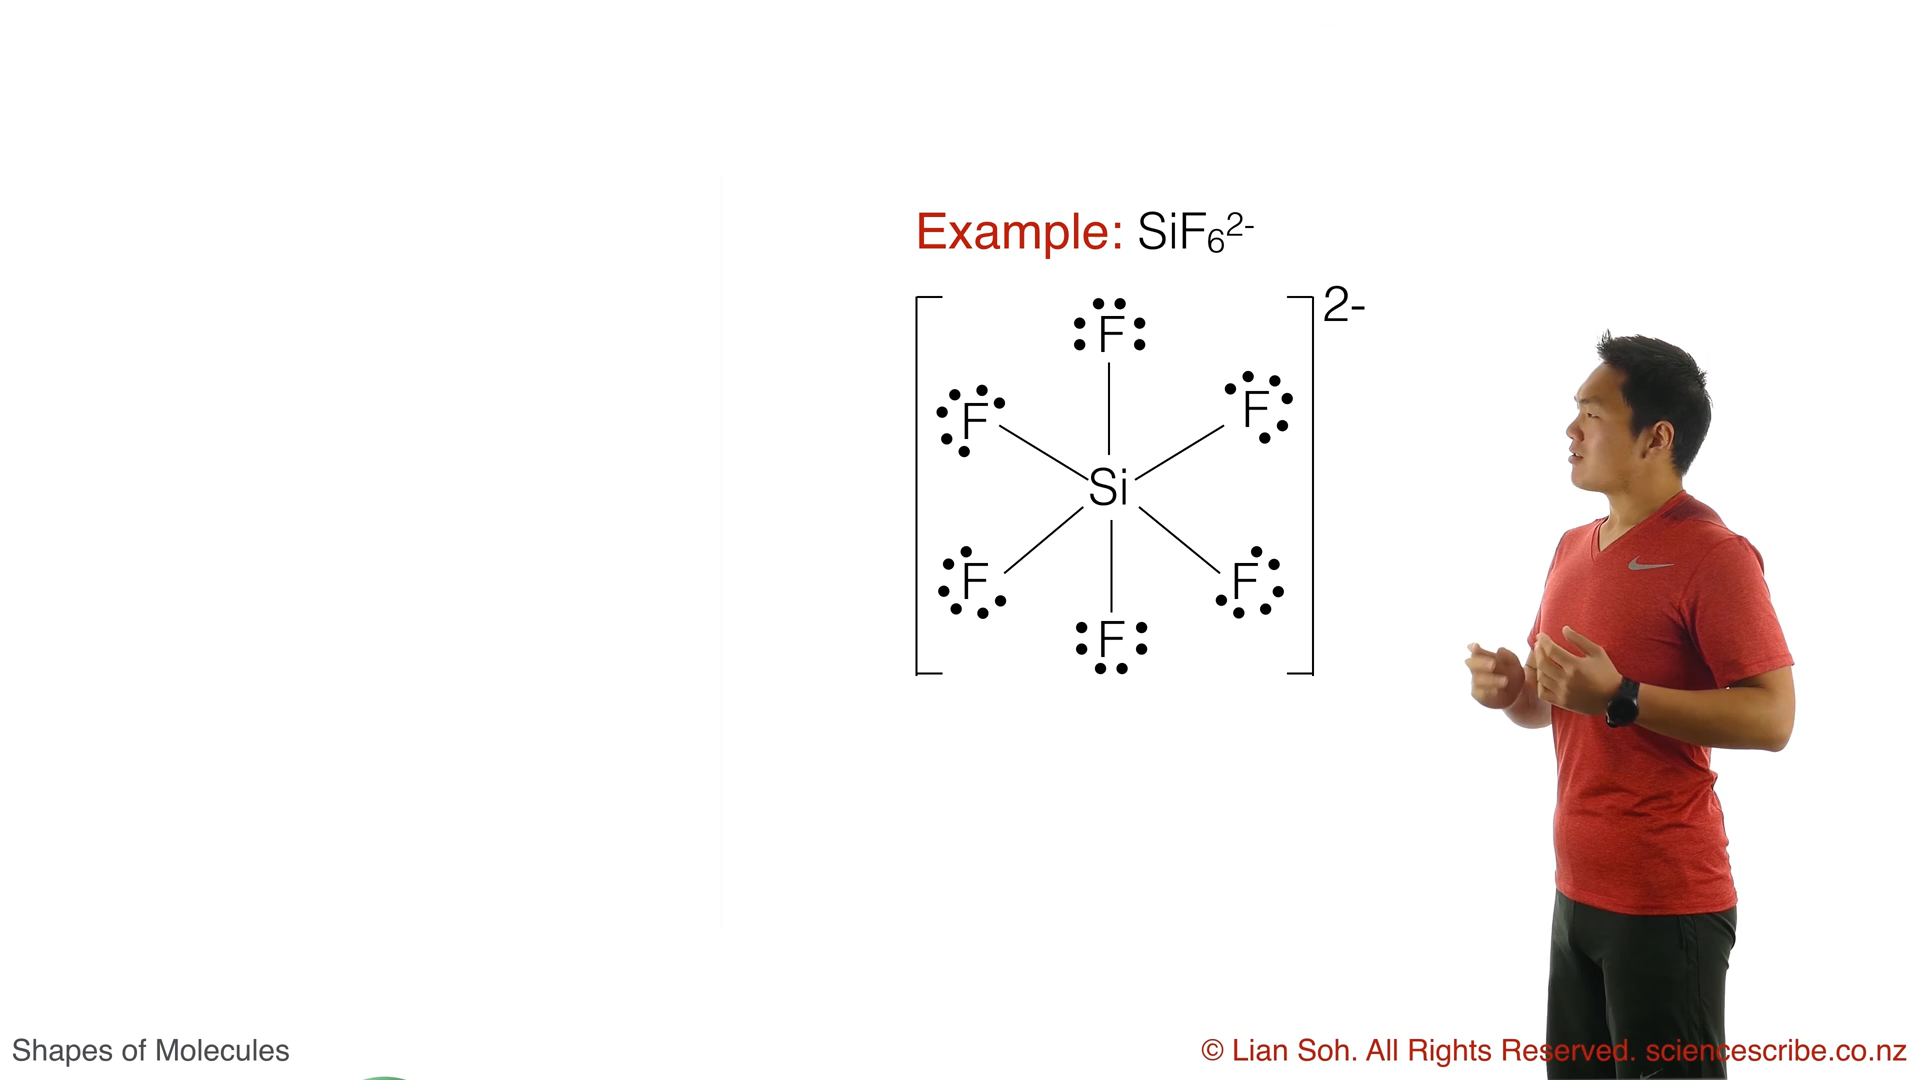 Example: SiF₆²⁻
2-
F
F
F
Si
F
F
F
Shapes of Molecules
© Lian Soh. All Rights Reserved. sciencescribe.co.nz